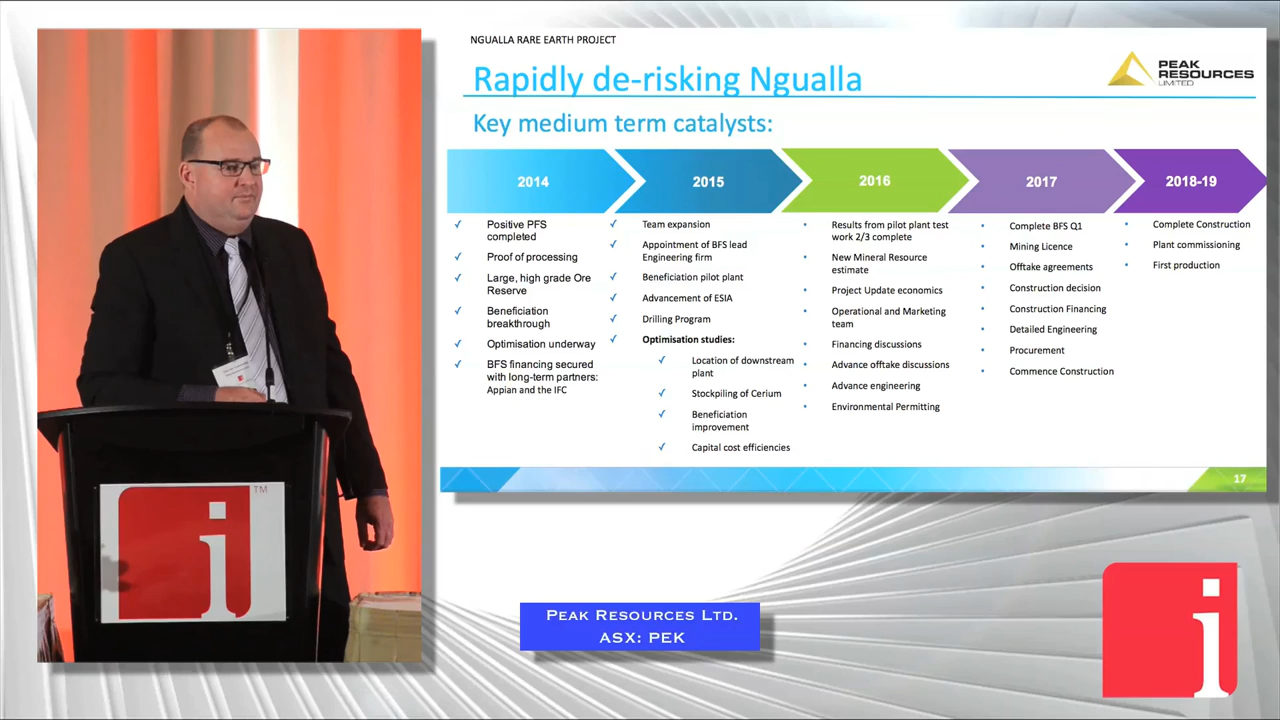 NGUALLA RARE EARTH PROJECT
Rapidly de-risking Ngualla
PEAK
RESOURCES
LIMITED
Key medium term catalysts:
2014
2015
2016
2017
2018-19
✓ Positive PFS
completed
✓ Proof of processing
✓ Large, high grade Ore
Reserve
✓ Beneficiation
breakthrough
✓ Optimisation underway
✓ BFS financing secured
with long-term partners:
Appian and the IFC
✓ Team expansion
✓ Appointment of BFS lead
Engineering firm
✓ Beneficiation pilot plant
✓ Advancement of ESIA
✓ Drilling Program
✓ Optimisation studies:
✓ Location of downstream
plant
✓ Stockpiling of Cerium
✓ Beneficiation
improvement
✓ Capital cost efficiencies
• Results from pilot plant test
work 2/3 complete
• New Mineral Resource
estimate
• Project Update economics
• Operational and Marketing
team
• Financing discussions
• Advance offtake discussions
• Advance engineering
• Environmental Permitting
• Complete BFS Q1
• Mining Licence
• Offtake agreements
• Construction decision
• Construction Financing
• Detailed Engineering
• Procurement
• Commence Construction
• Complete Construction
• Plant commissioning
• First production
17
i
TM
Peak Resources Ltd.
ASX: PEK
i